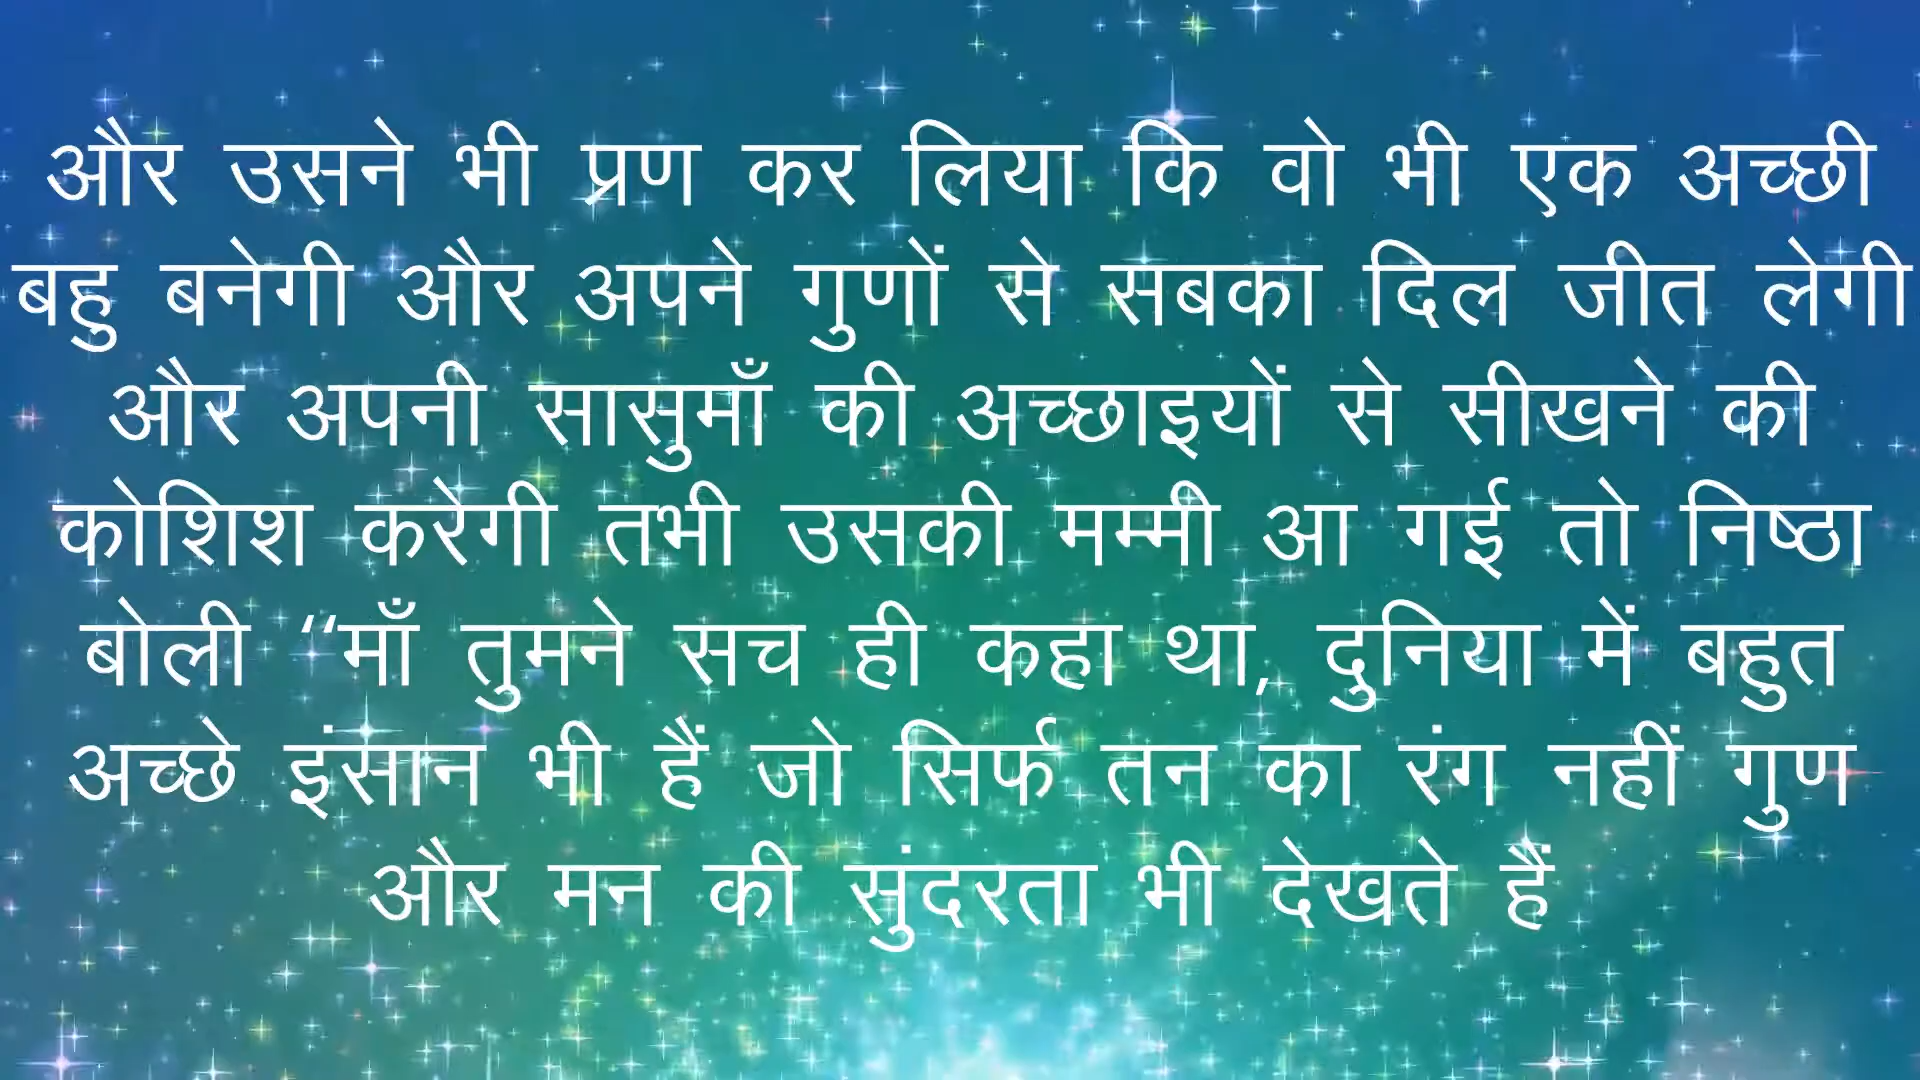 और उसने भी प्रण कर लिया कि वो भी एक अच्छी
बहु बनेगी और अपने गुणों से सबका दिल जीत लेगी
और अपनी सासुमाँ की अच्छाइयों से सीखने की
कोशिश करेगी तभी उसकी मम्मी आ गई तो निष्ठा
बोली ‘‘माँ तुमने सच ही कहा था, दुनिया में बहुत
अच्छे इंसान भी हैं जो सिर्फ तन का रंग नहीं गुण
और मन की सुंदरता भी देखते हैं